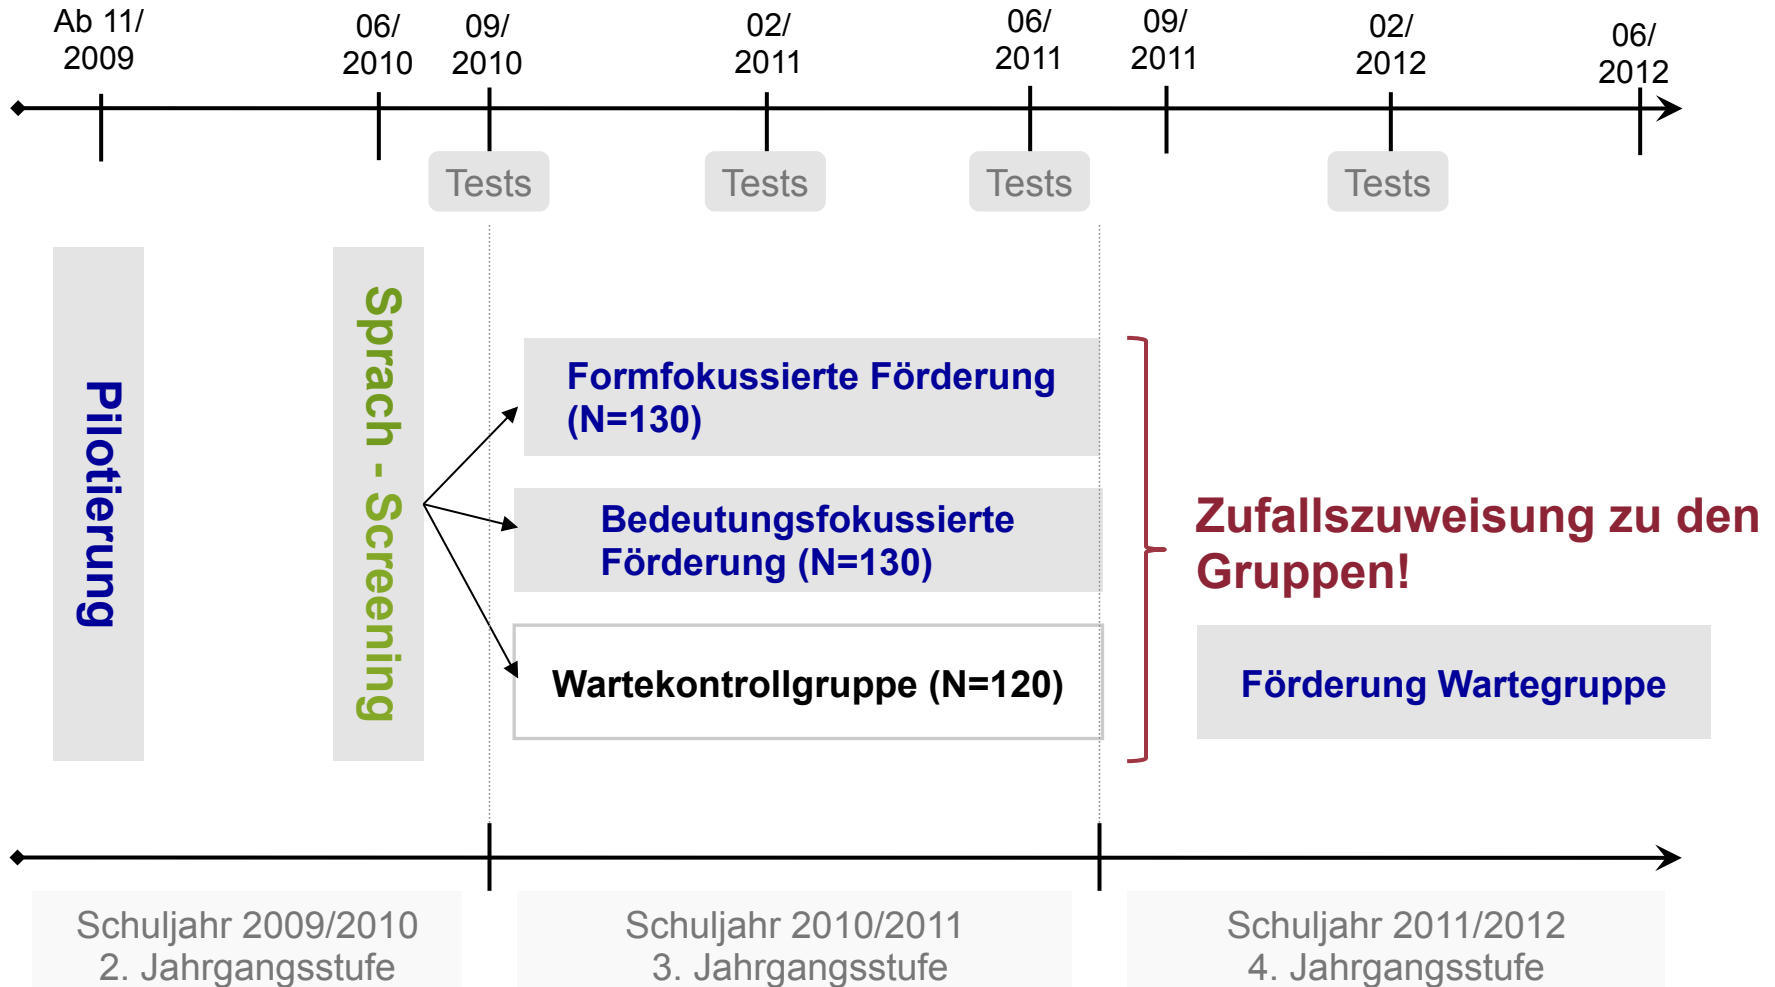 Ab 11/
2009
06/
2010
09/
2010
02/
2011
06/
2011
09/
2011
02/
2012
06/
2012
Tests
Tests
Tests
Tests
Pilotierung
Sprach - Screening
Formfokussierte Förderung
(N=130)
Bedeutungsfokussierte
Förderung (N=130)
Wartekontrollgruppe (N=120)
Zufallszuweisung zu den
Gruppen!
Förderung Wartegruppe
Schuljahr 2009/2010
2. Jahrgangsstufe
Schuljahr 2010/2011
3. Jahrgangsstufe
Schuljahr 2011/2012
4. Jahrgangsstufe